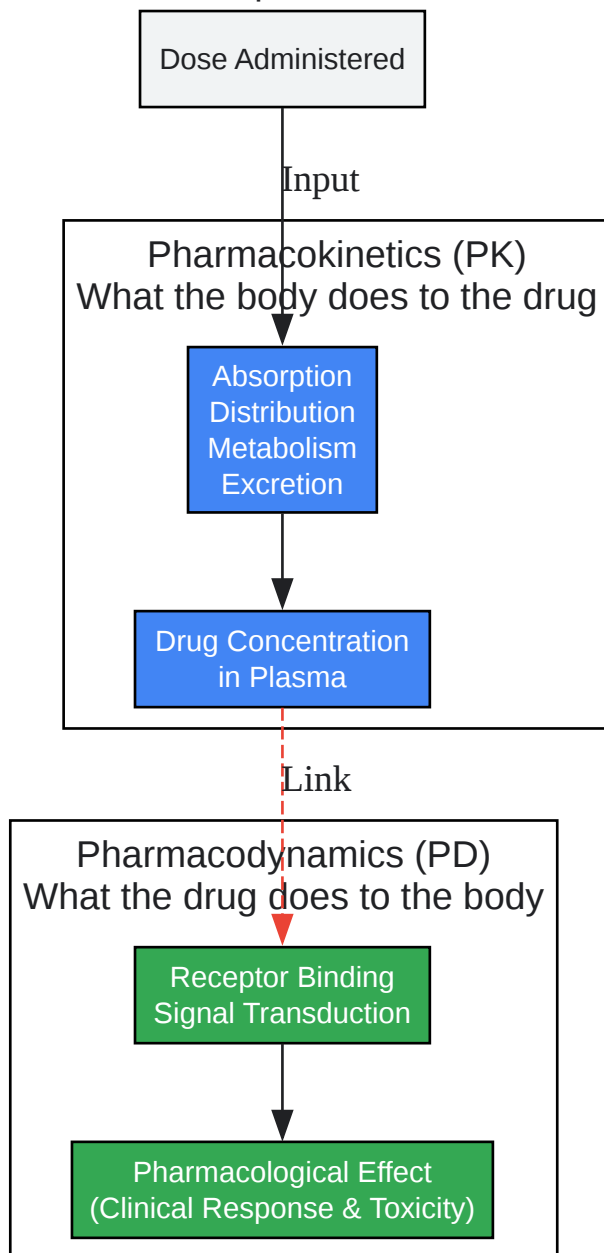 Dose Administered
Input
Pharmacokinetics (PK)
What the body does to the drug
Absorption
Distribution
Metabolism
Excretion
Drug Concentration
in Plasma
Link
Pharmacodynamics (PD)
What the drug does to the body
Receptor Binding
Signal Transduction
Pharmacological Effect
(Clinical Response & Toxicity)